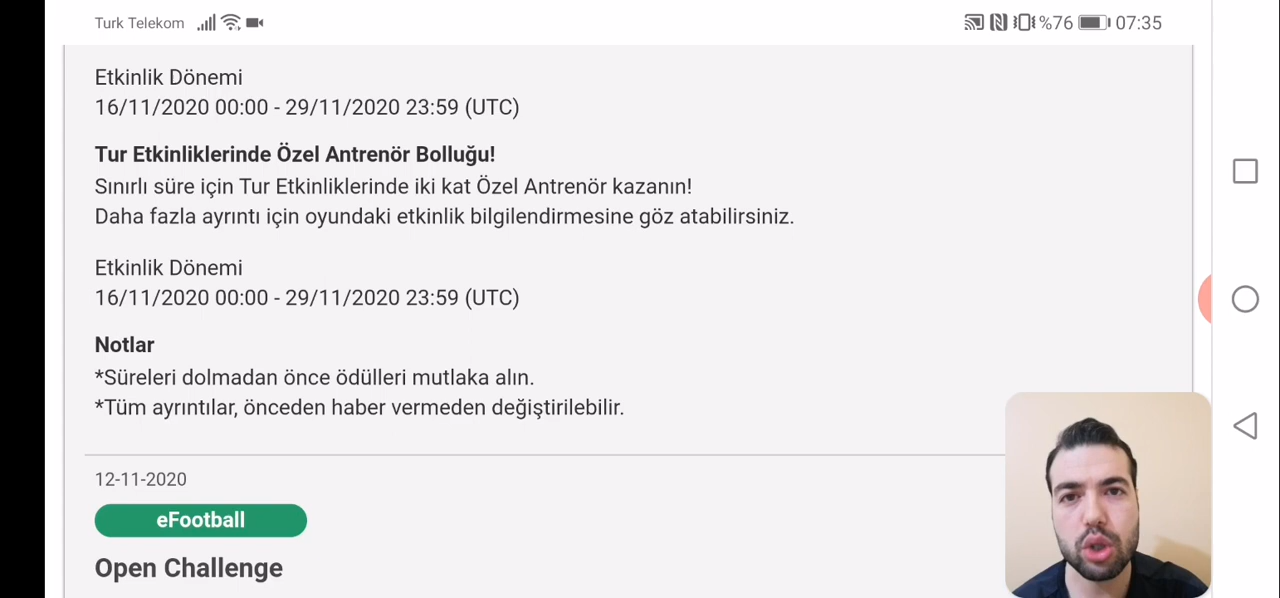 Turk Telekom
%76 07:35
Etkinlik Dönemi
16/11/2020 00:00 - 29/11/2020 23:59 (UTC)
Tur Etkinliklerinde Özel Antrenör Bolluğu!
Sınırlı süre için Tur Etkinliklerinde iki kat Özel Antrenör kazanın!
Daha fazla ayrıntı için oyundaki etkinlik bilgilendirmesine göz atabilirsiniz.
Etkinlik Dönemi
16/11/2020 00:00 - 29/11/2020 23:59 (UTC)
Notlar
*Süreleri dolmadan önce ödülleri mutlaka alın.
*Tüm ayrıntılar, önceden haber vermeden değiştirilebilir.
12-11-2020
eFootball
Open Challenge